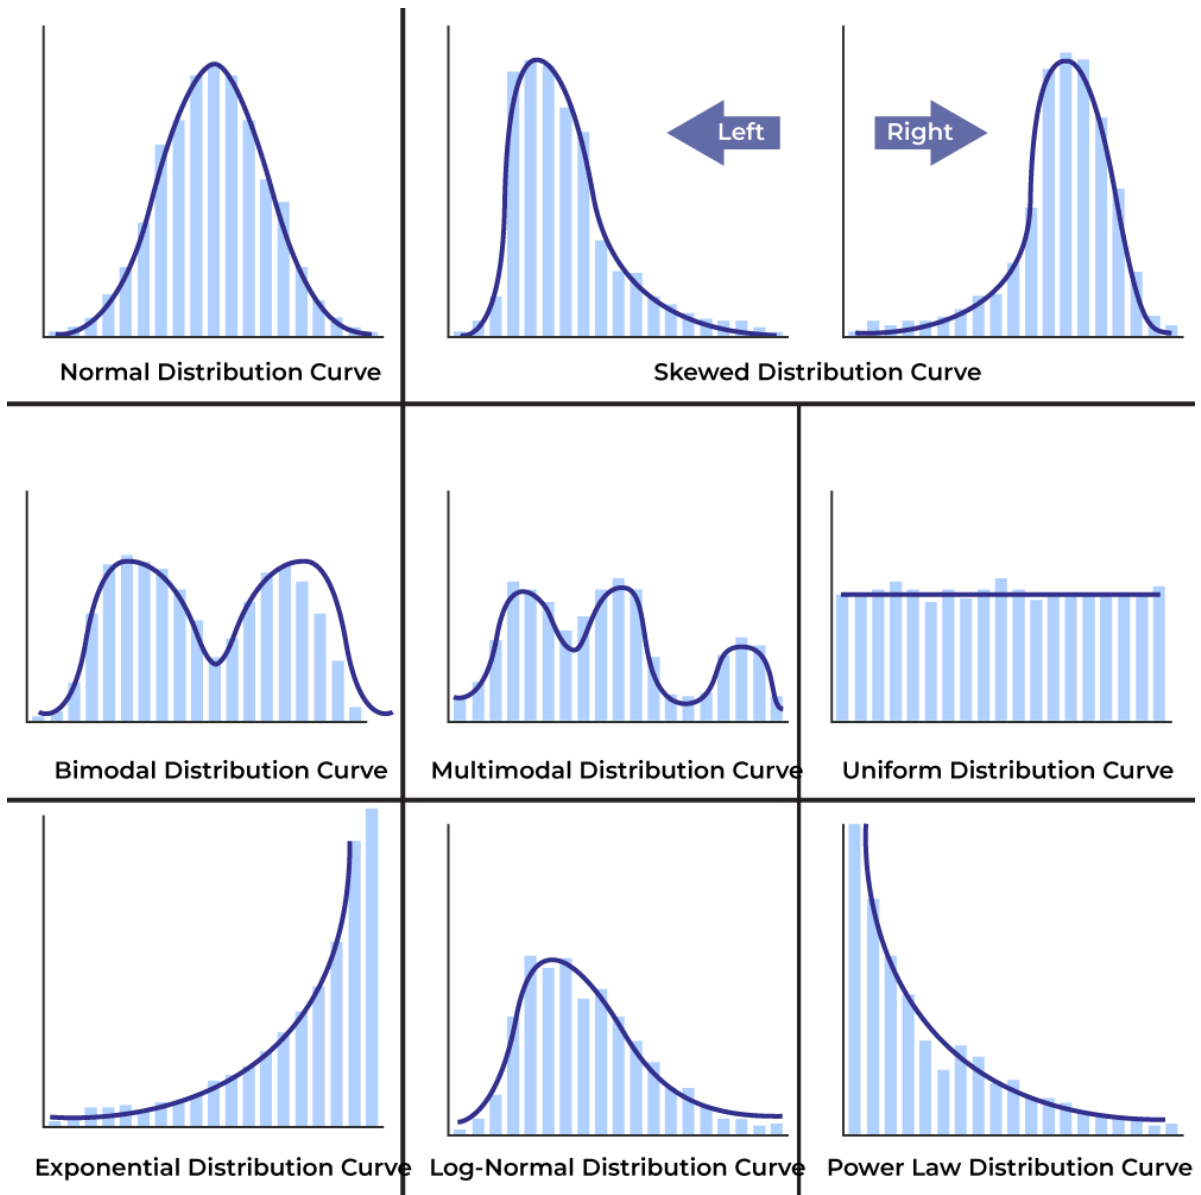 Left
Right
Normal Distribution Curve
Skewed Distribution Curve
Bimodal Distribution Curve
Multimodal Distribution Curve
Uniform Distribution Curve
Exponential Distribution Curve
Log-Normal Distribution Curve
Power Law Distribution Curve